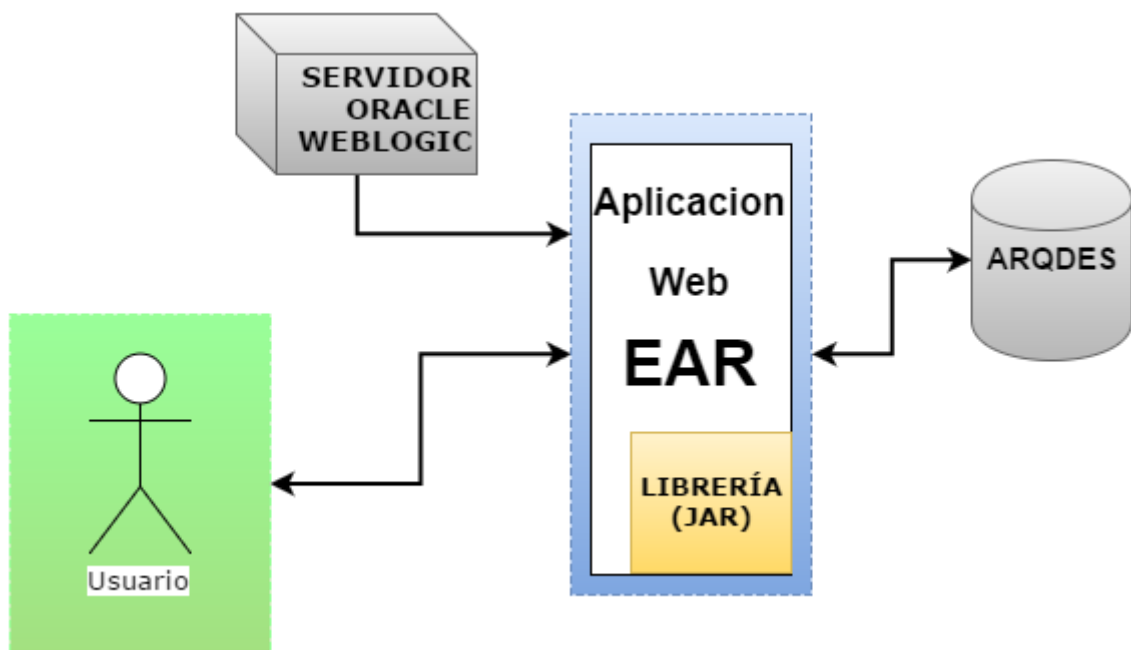 SERVIDOR
ORACLE
WEBLOGIC
Aplicacion
Web
EAR
LIBRERÍA
(JAR)
ARQDES
Usuario